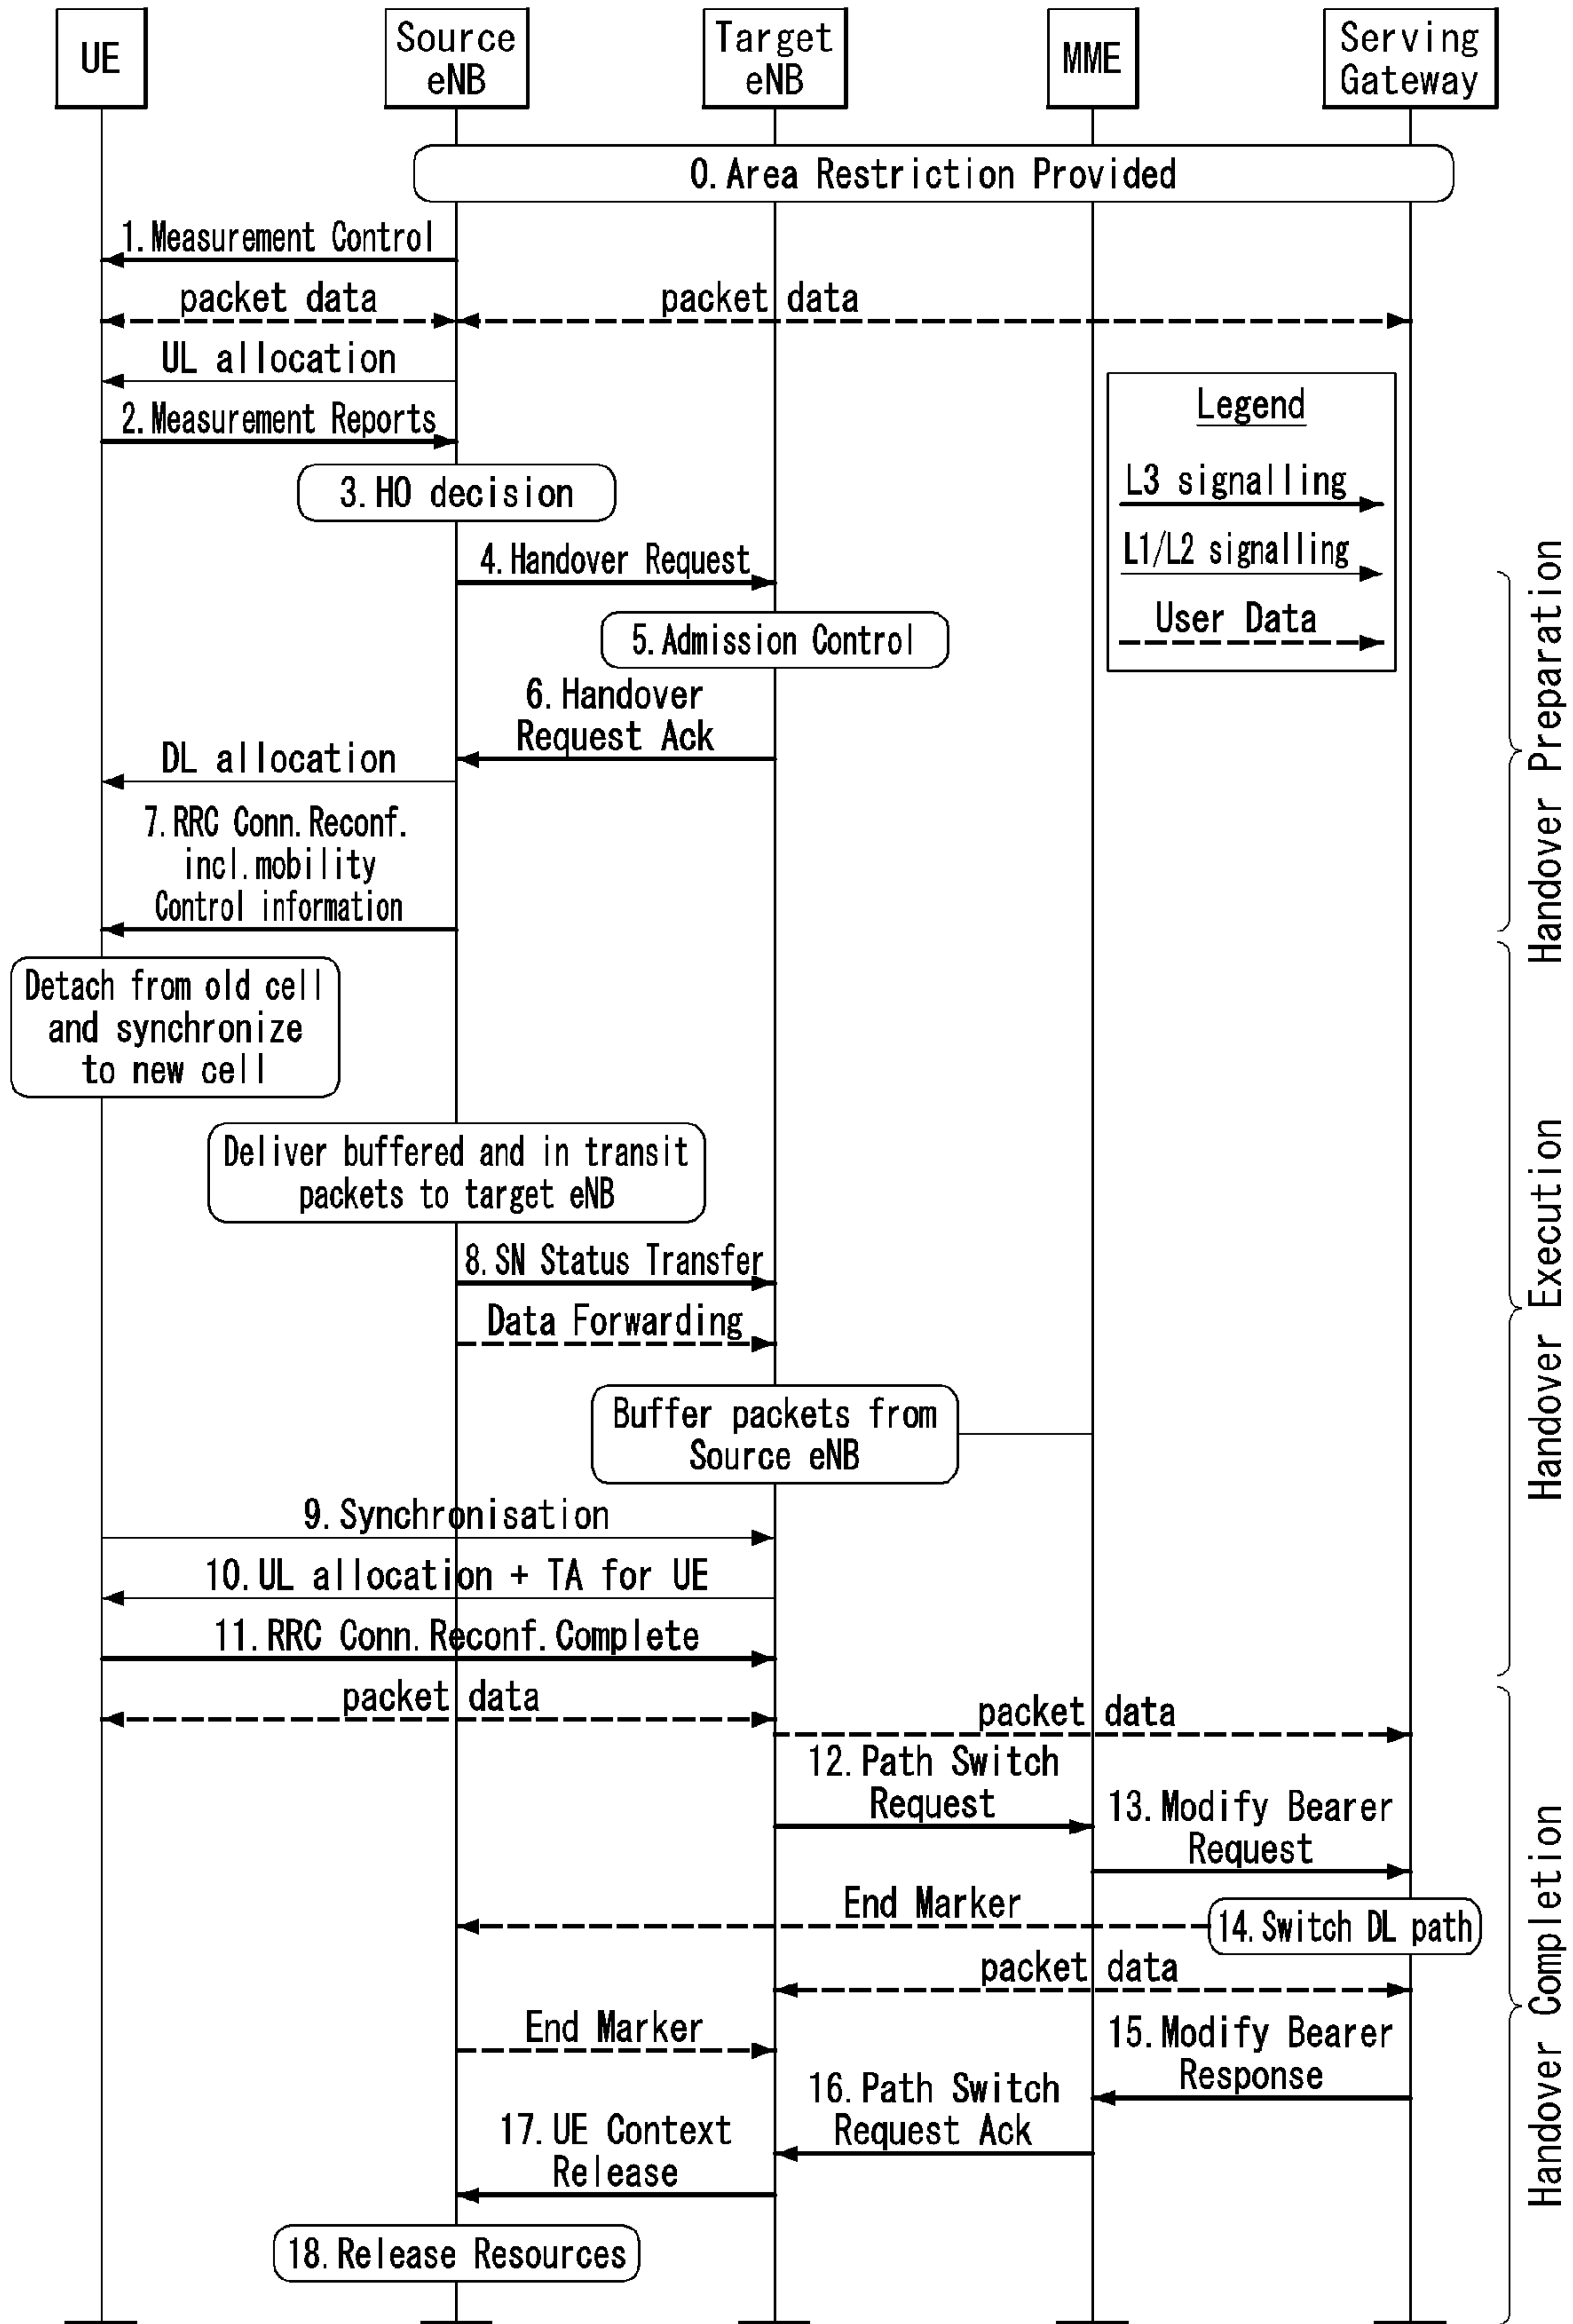 UE
Source
eNB
Target
eNB
MME
Serving
Gateway
0.Area Restriction Provided
1.Measurement Control
packet data
packet data
UL allocation
2.Measurement Reports
Legend
L3 signalling
L1/L2 signalling
User Data
3.HO decision
4.Handover Request
5.Admission Control
6.Handover
Request Ack
DL allocation
7.RRC Conn.Reconf.
incl.mobility
Control information
Handover Preparation
Detach from old cell
and synchronize
to new cell
Deliver buffered and in transit
packets to target eNB
8.SN Status Transfer
Data Forwarding
Buffer packets from
Source eNB
9.Synchronisation
10.UL allocation + TA for UE
11.RRC Conn.Reconf.Complete
Handover Execution
packet data
packet data
12.Path Switch
Request
13.Modify Bearer
Request
End Marker
14.Switch DL path
packet data
End Marker
15.Modify Bearer
Response
16.Path Switch
Request Ack
17.UE Context
Release
18.Release Resources
Handover Completion